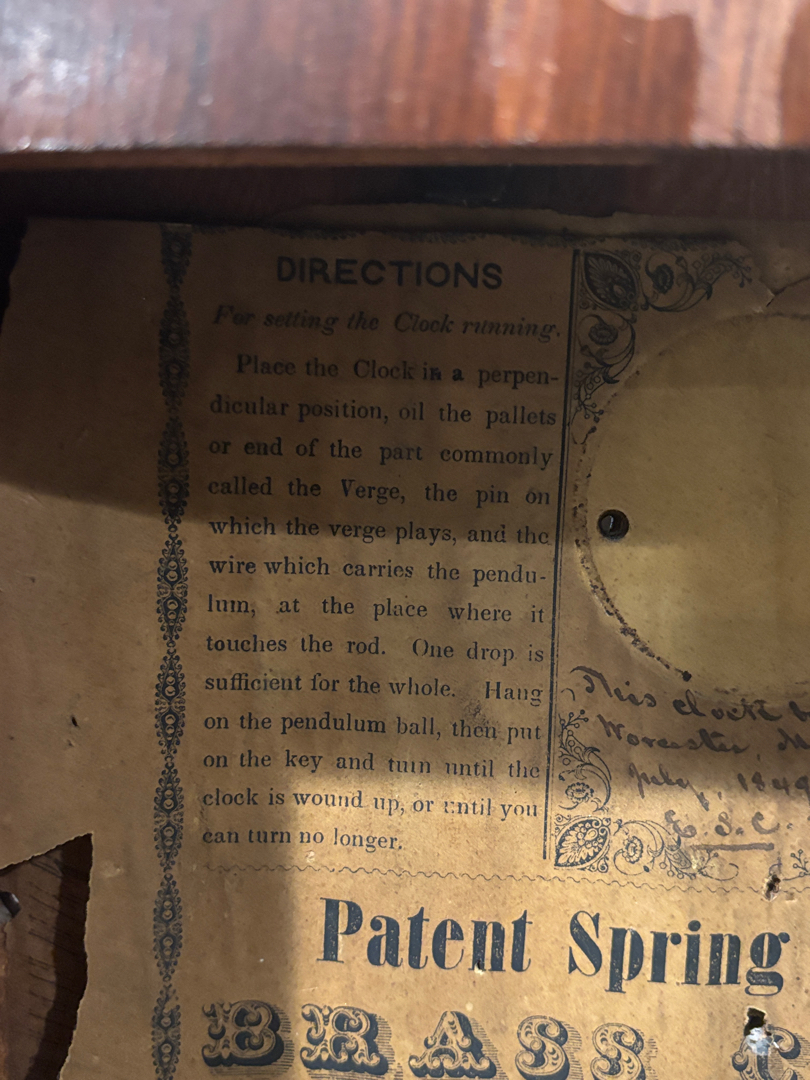 DIRECTIONS
For setting the Clock running.
Place the Clock in a perpen-
dicular position, oil the pallets
or end of the part commonly
called the Verge, the pin on
which the verge plays, and the
wire which carries the pendu-
lum, at the place where it
touches the rod. One drop is
sufficient for the whole. Hang
on the pendulum ball, then put
on the key and turn until the
clock is wound up, or until you
can turn no longer.
This clock
Worcester,
July, 184
Patent Spring
BRASS